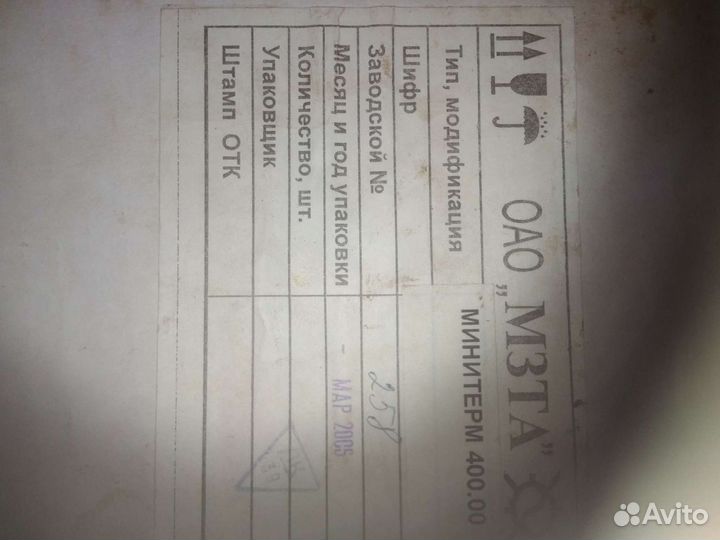 ОАО „МЗТА”
Тип, модификация МИНИТЕРМ 400.00
Шифр
Заводской № 258
Месяц и год упаковки - МАР 2005
Количество, шт.
Упаковщик
Штамп ОТК
Avito